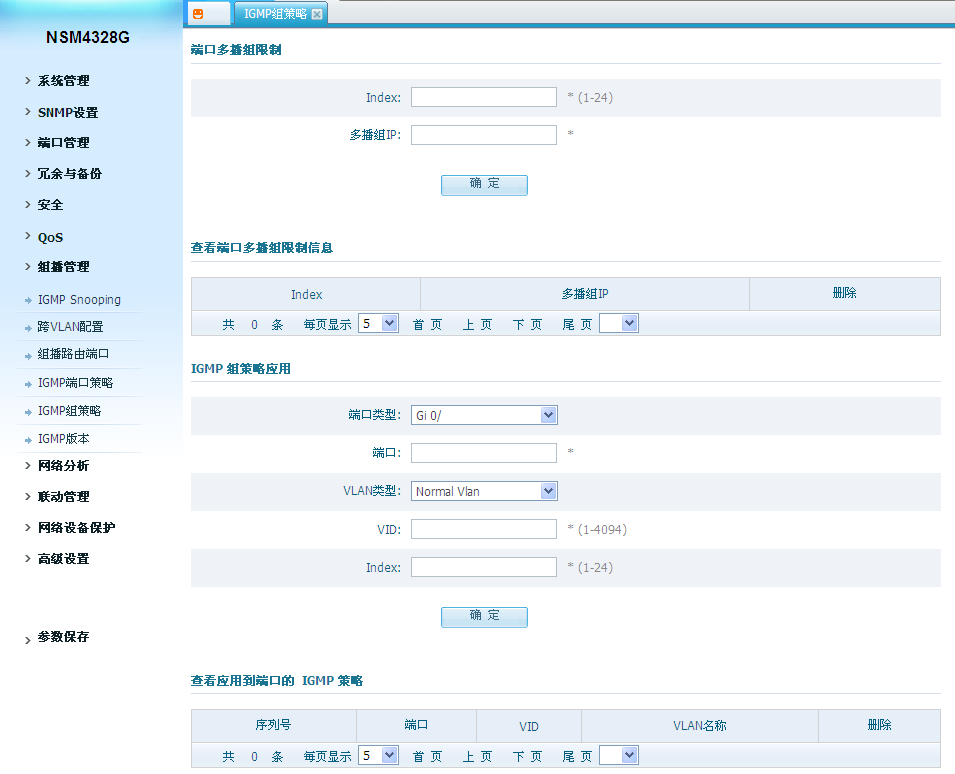 NSM4328G
系统管理
SNMP设置
端口管理
冗余与备份
安全
QoS
组播管理
IGMP Snooping
跨VLAN配置
组播路由端口
IGMP端口策略
IGMP组策略
IGMP版本
网络分析
联动管理
网络设备保护
高级设置
参数保存
IGMP组策略
端口多播组限制
Index: * (1-24)
多播组IP: *
确 定
查看端口多播组限制信息
Index 多播组IP 删除
共 0 条 每页显示 5 首 页 上 页 下 页 尾 页
IGMP 组策略应用
端口类型: Gi 0/
端口: *
VLAN类型: Normal Vlan
VID: * (1-4094)
Index: * (1-24)
确 定
查看应用到端口的 IGMP 策略
序列号 端口 VID VLAN名称 删除
共 0 条 每页显示 5 首 页 上 页 下 页 尾 页